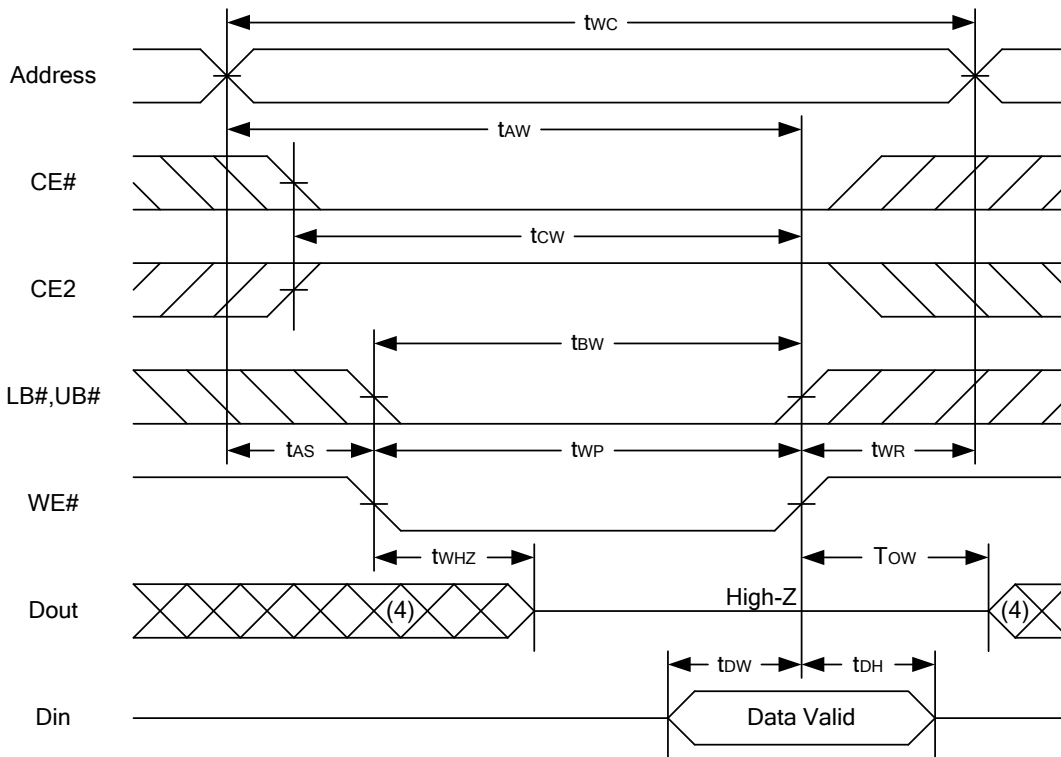 tWC
Address
tAW
CE#
tCW
CE2
tBW
LB#,UB#
tAS
tWP
tWR
WE#
tWHZ
TOW
Dout
(4)
High-Z
(4)
tDW
tDH
Din
Data Valid